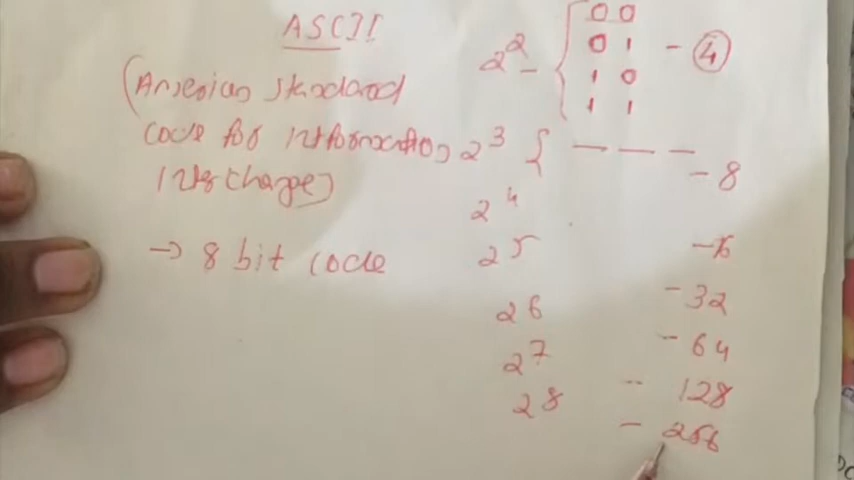 ASCII
(American standard
code for Information
Interchange)
→ 8 bit code
2² - { 00
01 - 4
10
11
2³ { — — — - 8
2⁴
2⁵ - 16
2⁶ - 32
2⁷ - 64
2⁸ - 128
- 256